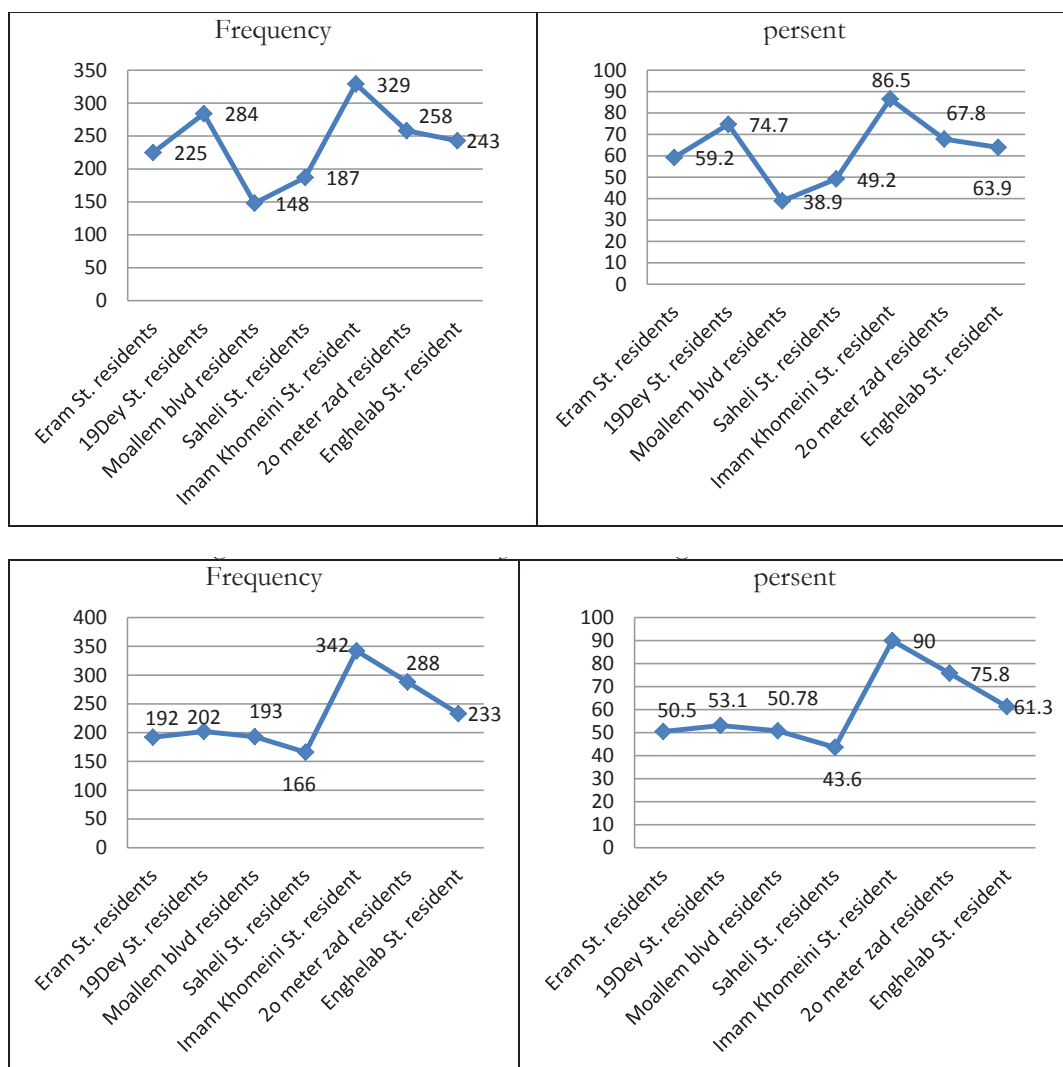 Frequency
350
300
250
200
150
100
50
0
225
284
148
187
329
258
243
Eram St. residents
19Dey St. residents
Moallem blvd residents
Saheli St. residents
Imam Khomeini St. resident
2o meter zad residents
Enghelab St. resident
persent
100
90
80
70
60
50
40
30
20
10
0
59.2
74.7
38.9
49.2
86.5
67.8
63.9
Eram St. residents
19Dey St. residents
Moallem blvd residents
Saheli St. residents
Imam Khomeini St. resident
2o meter zad residents
Enghelab St. resident
Frequency
400
350
300
250
200
150
100
50
0
192
202
193
166
342
288
233
Eram St. residents
19Dey St. residents
Moallem blvd residents
Saheli St. residents
Imam Khomeini St. resident
2o meter zad residents
Enghelab St. resident
persent
100
90
80
70
60
50
40
30
20
10
0
50.5
53.1
50.78
43.6
90
75.8
61.3
Eram St. residents
19Dey St. residents
Moallem blvd residents
Saheli St. residents
Imam Khomeini St. resident
2o meter zad residents
Enghelab St. resident